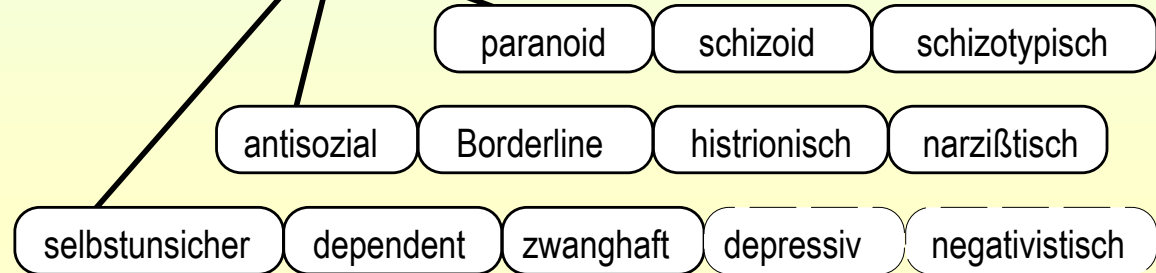 paranoid schizoid schizotypisch
antisozial Borderline histrionisch narzißtisch
selbstunsicher dependent zwanghaft depressiv negativistisch